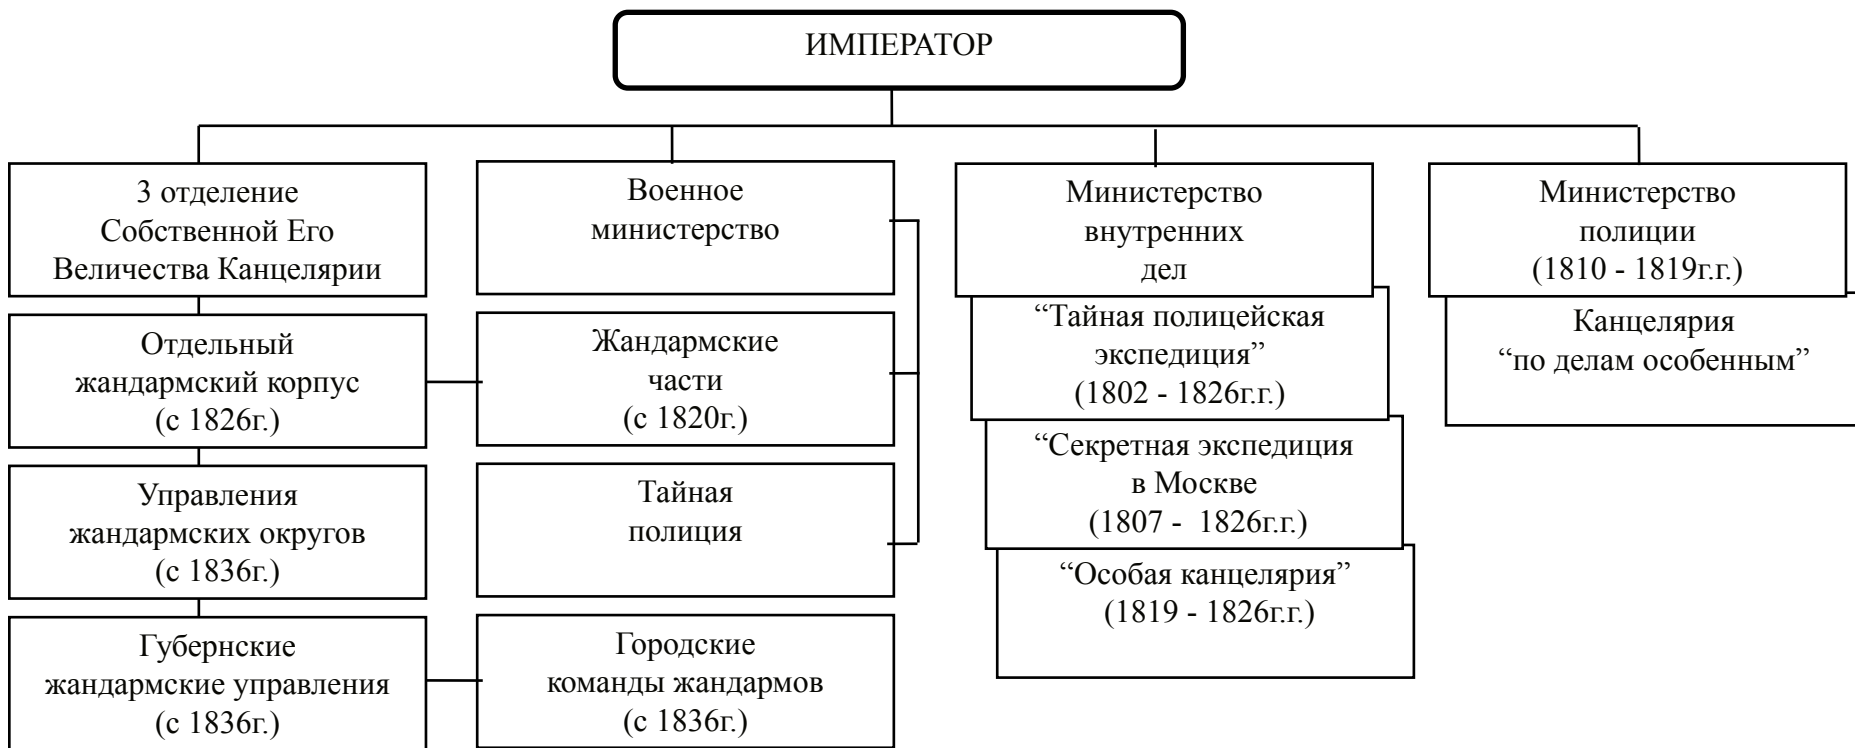 ИМПЕРАТОР
3 отделение
Собственной Его
Величества Канцелярии
Отдельный
жандармский корпус
(с 1826г.)
Управления
жандармских округов
(с 1836г.)
Губернские
жандармские управления
(с 1836г.)
Военное
министерство
Жандармские
части
(с 1820г.)
Тайная
полиция
Городские
команды жандармов
(с 1836г.)
Министерство
внутренних
дел
“Тайная полицейская
экспедиция”
(1802 - 1826г.г.)
“Секретная экспедиция
в Москве
(1807 -  1826г.г.)
“Особая канцелярия”
(1819 - 1826г.г.)
Министерство
полиции
(1810 - 1819г.г.)
Канцелярия
“по делам особенным”